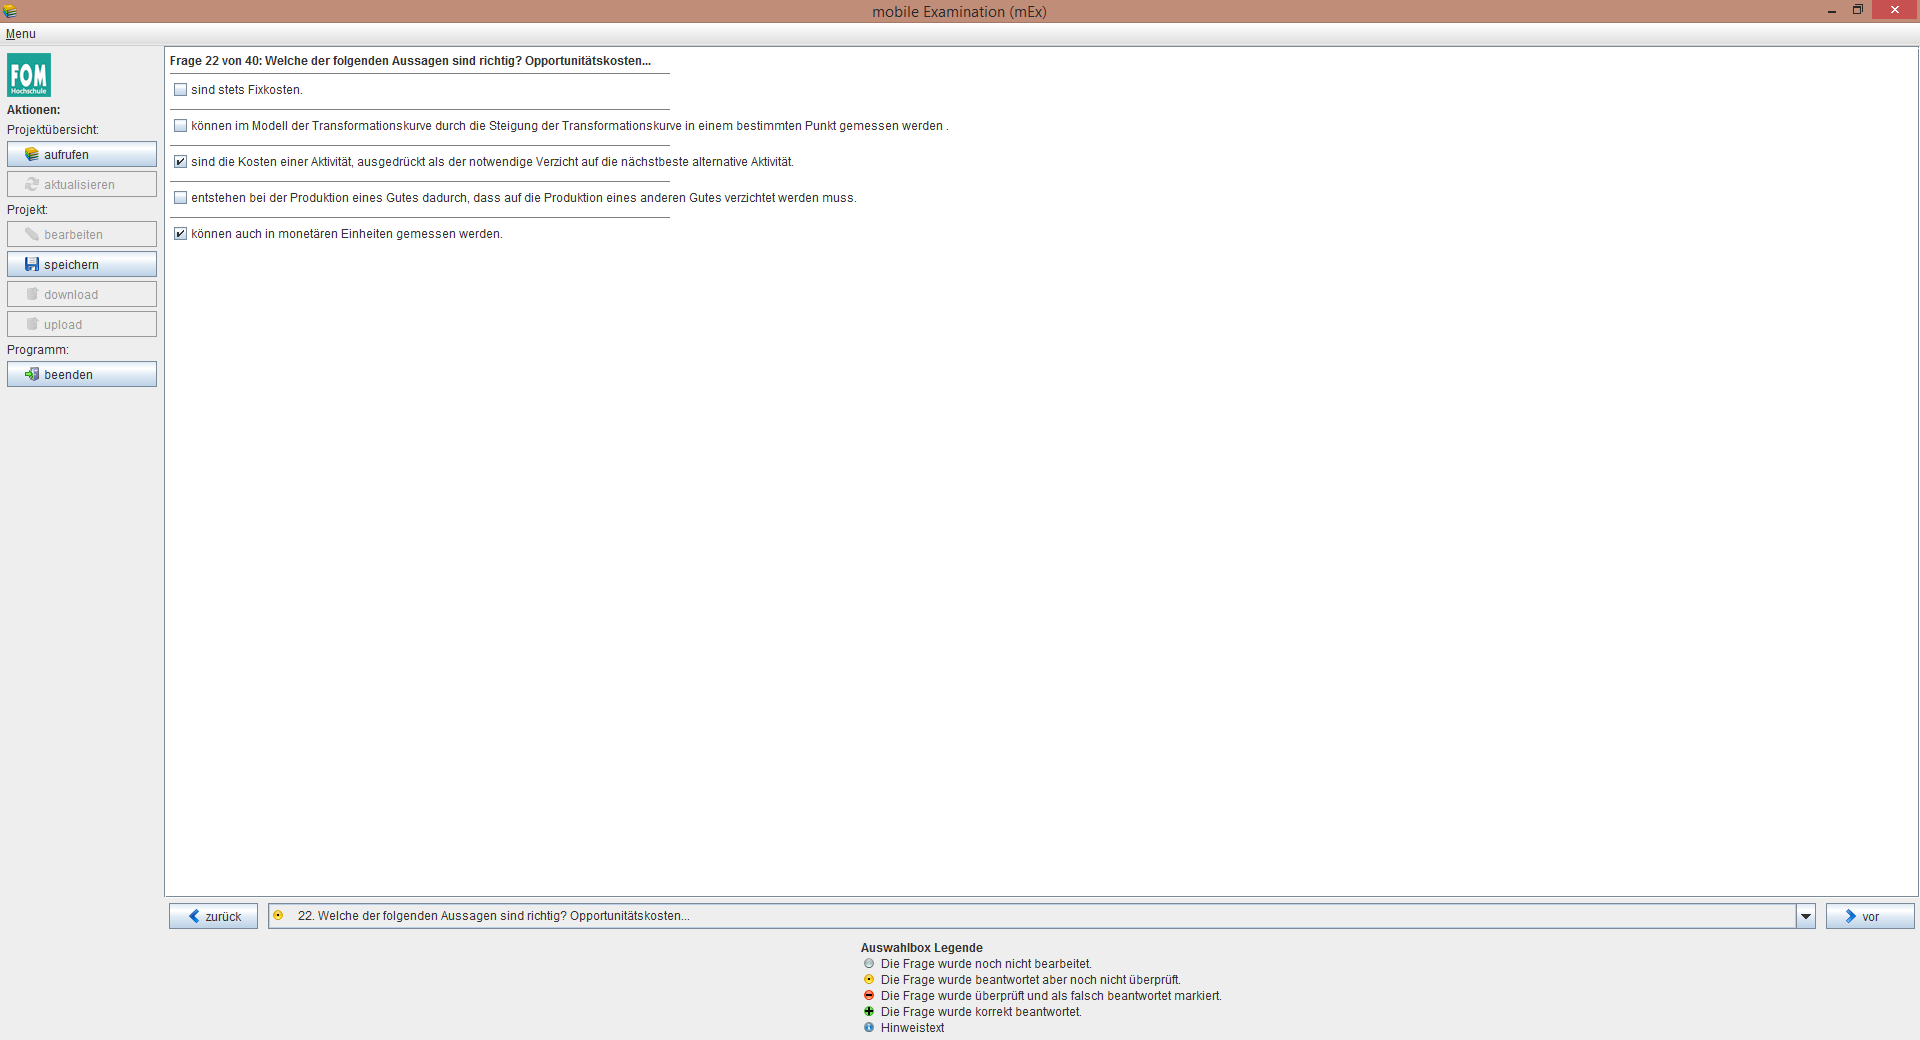 mobile Examination (mEx)
Menu
FOM
Hochschule
Aktionen:
Projektübersicht:
aufrufen
aktualisieren
Projekt:
bearbeiten
speichern
download
upload
Programm:
beenden
Frage 22 von 40: Welche der folgenden Aussagen sind richtig? Opportunitätskosten...
sind stets Fixkosten.
können im Modell der Transformationskurve durch die Steigung der Transformationskurve in einem bestimmten Punkt gemessen werden .
sind die Kosten einer Aktivität, ausgedrückt als der notwendige Verzicht auf die nächstbeste alternative Aktivität.
entstehen bei der Produktion eines Gutes dadurch, dass auf die Produktion eines anderen Gutes verzichtet werden muss.
können auch in monetären Einheiten gemessen werden.
zurück
22. Welche der folgenden Aussagen sind richtig? Opportunitätskosten...
vor
Auswahlbox Legende
Die Frage wurde noch nicht bearbeitet.
Die Frage wurde beantwortet aber noch nicht überprüft.
Die Frage wurde überprüft und als falsch beantwortet markiert.
Die Frage wurde korrekt beantwortet.
Hinweistext